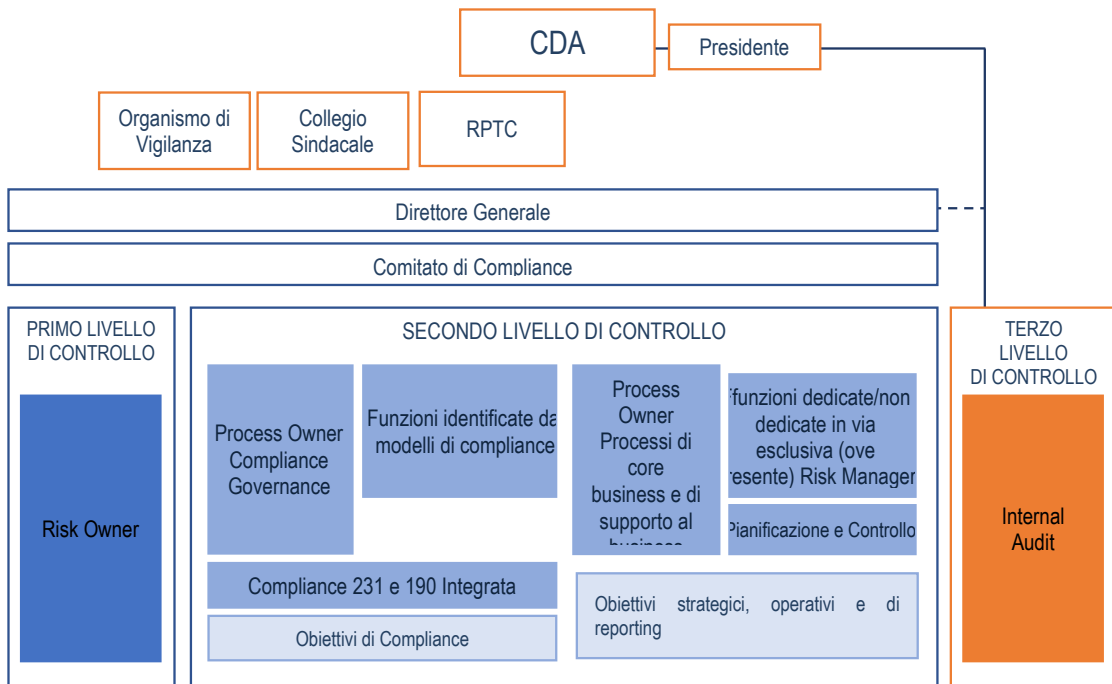 CDA
Presidente
Organismo di
Vigilanza
Collegio
Sindacale
RPTC
Direttore Generale
Comitato di Compliance
PRIMO LIVELLO
DI CONTROLLO
Risk Owner
SECONDO LIVELLO DI CONTROLLO
Process Owner
Compliance
Governance
Funzioni identificate da
modelli di compliance
Process
Owner
Processi di
core
business e di
supporto al
business
funzioni dedicate/non
dedicate in via
esclusiva (ove
resente) Risk Manager
Pianificazione e Controllo
Compliance 231 e 190 Integrata
Obiettivi di Compliance
Obiettivi strategici, operativi e di
reporting
TERZO
LIVELLO
DI CONTROLLO
Internal
Audit